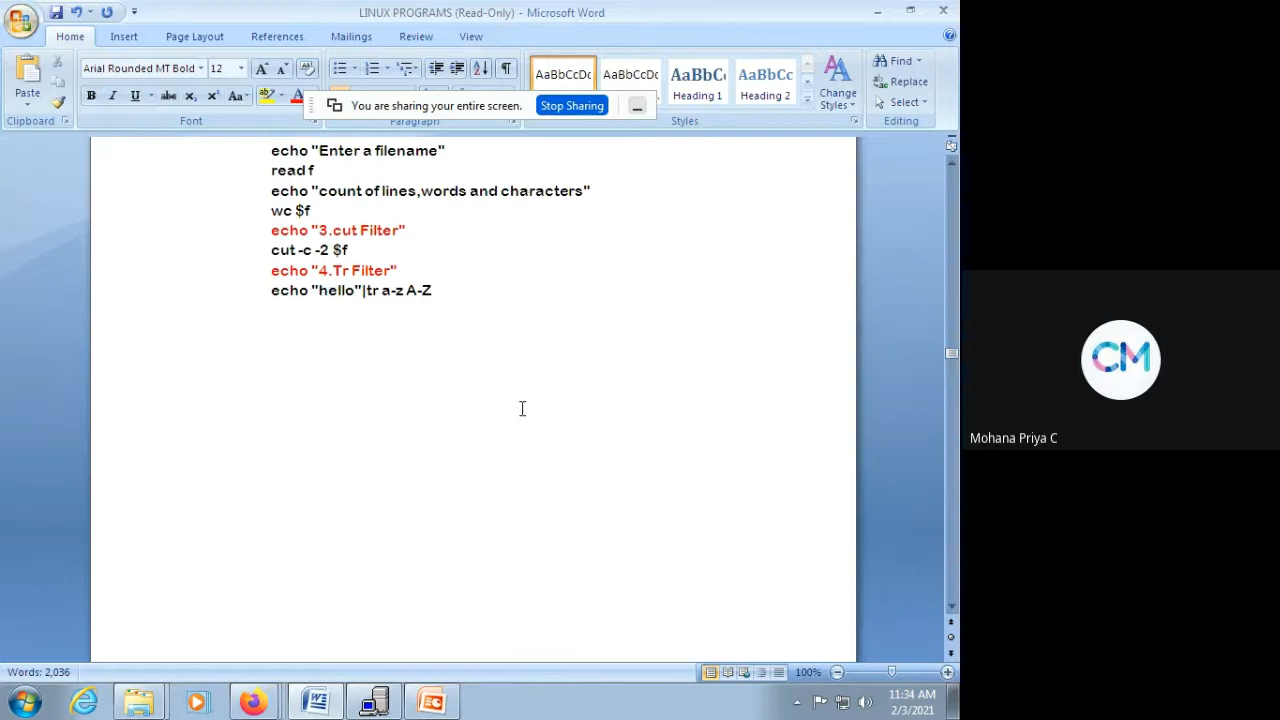 LINUX PROGRAMS (Read-Only) - Microsoft Word
Home Insert Page Layout References Mailings Review View
Arial Rounded MT Bold 12
Paste
AaBbCcDc AaBbCcDc AaBbC AaBbCc
Heading 1 Heading 2
Change Styles
Find
Replace
Select
You are sharing your entire screen. Stop Sharing
Clipboard Font Paragraph Styles Editing
echo "Enter a filename"
read f
echo "count of lines,words and characters"
wc $f
echo "3.cut Filter"
cut -c -2 $f
echo "4.Tr Filter"
echo "hello"|tr a-z A-Z
CM
Mohana Priya C
Words: 2,036
100%
11:34 AM
2/3/2021